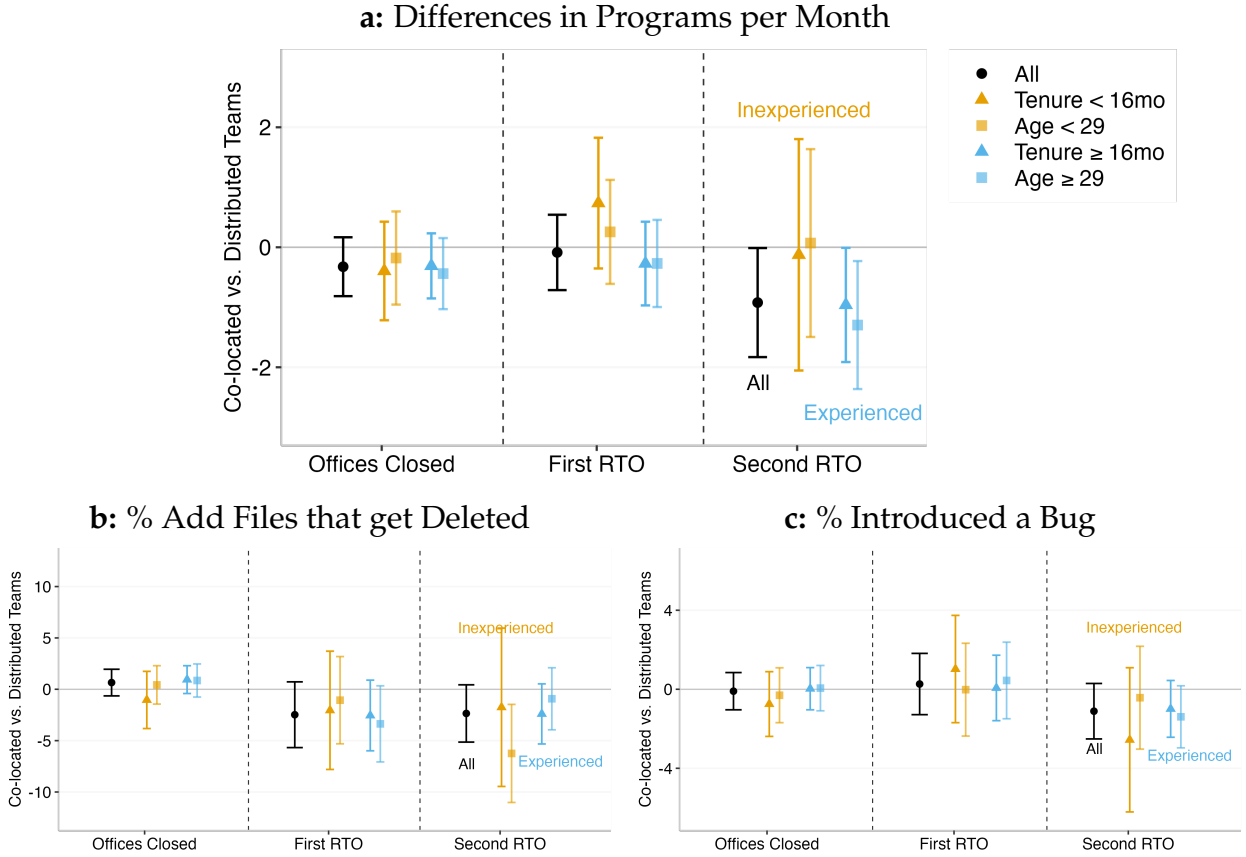 a: Differences in Programs per Month
Co-located vs. Distributed Teams
2
0
-2
Inexperienced
All
Experienced
Offices Closed
First RTO
Second RTO
All
Tenure < 16mo
Age < 29
Tenure ≥ 16mo
Age ≥ 29
b: % Add Files that get Deleted
Co-located vs. Distributed Teams
10
5
0
-5
-10
Inexperienced
All
Experienced
Offices Closed
First RTO
Second RTO
c: % Introduced a Bug
Co-located vs. Distributed Teams
4
0
-4
Inexperienced
All
Experienced
Offices Closed
First RTO
Second RTO